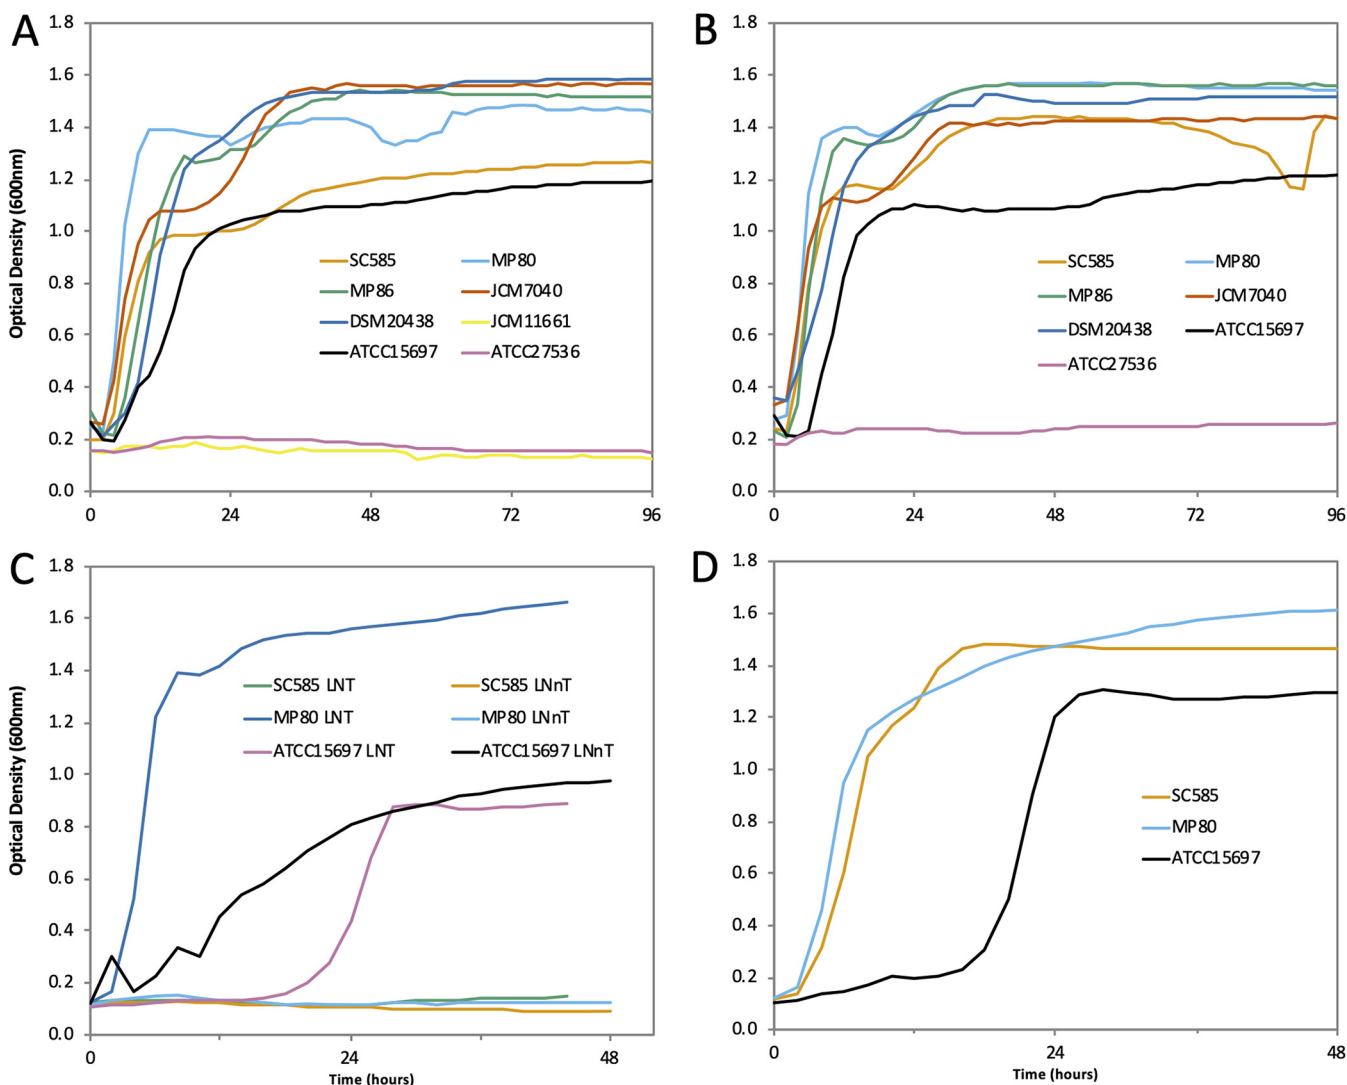 A
Optical Density (600nm)
1.8
1.6
1.4
1.2
1.0
0.8
0.6
0.4
0.2
0.0
0 24 48 72 96
SC585 MP80
MP86 JCM7040
DSM20438 JCM11661
ATCC15697 ATCC27536
B
1.8
1.6
1.4
1.2
1.0
0.8
0.6
0.4
0.2
0.0
0 24 48 72 96
SC585 MP80
MP86 JCM7040
DSM20438 ATCC15697
ATCC27536
C
Optical Density (600nm)
1.8
1.6
1.4
1.2
1.0
0.8
0.6
0.4
0.2
0.0
0 24 48
Time (hours)
SC585 LNT SC585 LNnT
MP80 LNT MP80 LNnT
ATCC15697 LNT ATCC15697 LNnT
D
1.8
1.6
1.4
1.2
1.0
0.8
0.6
0.4
0.2
0.0
0 24 48
Time (hours)
SC585
MP80
ATCC15697